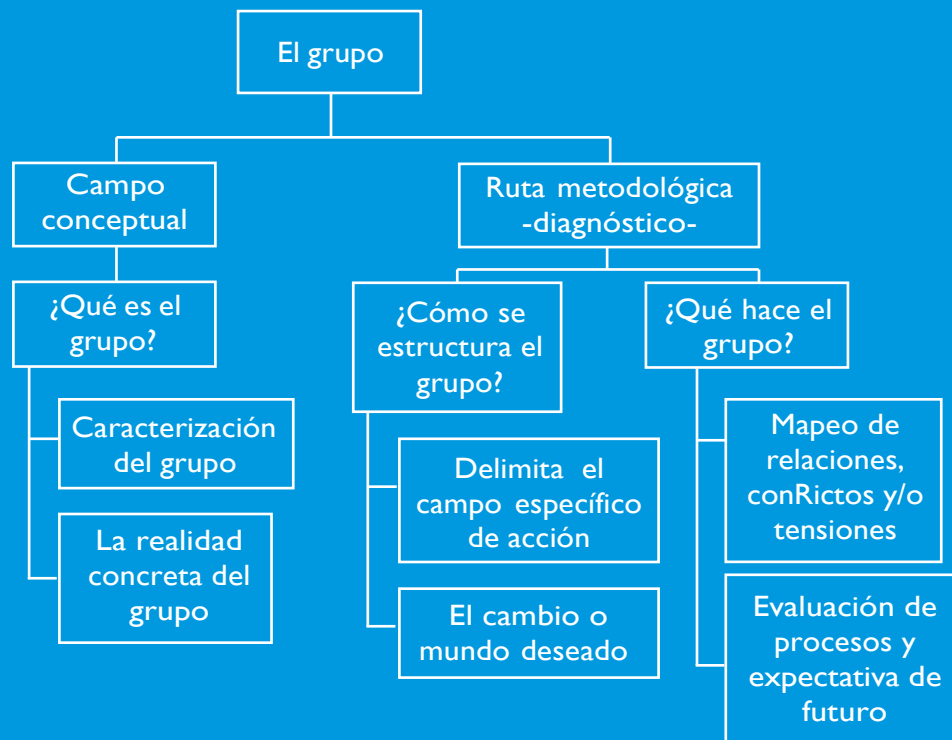 El grupo
Campo
conceptual
¿Qué es el
grupo?
Caracterización
del grupo
La realidad
concreta del
grupo
Ruta metodológica
-diagnóstico-
¿Cómo se
estructura el
grupo?
Delimita el
campo específico
de acción
El cambio o
mundo deseado
¿Qué hace el
grupo?
Mapeo de
relaciones,
conRictos y/o
tensiones
Evaluación de
procesos y
expectativa de
futuro